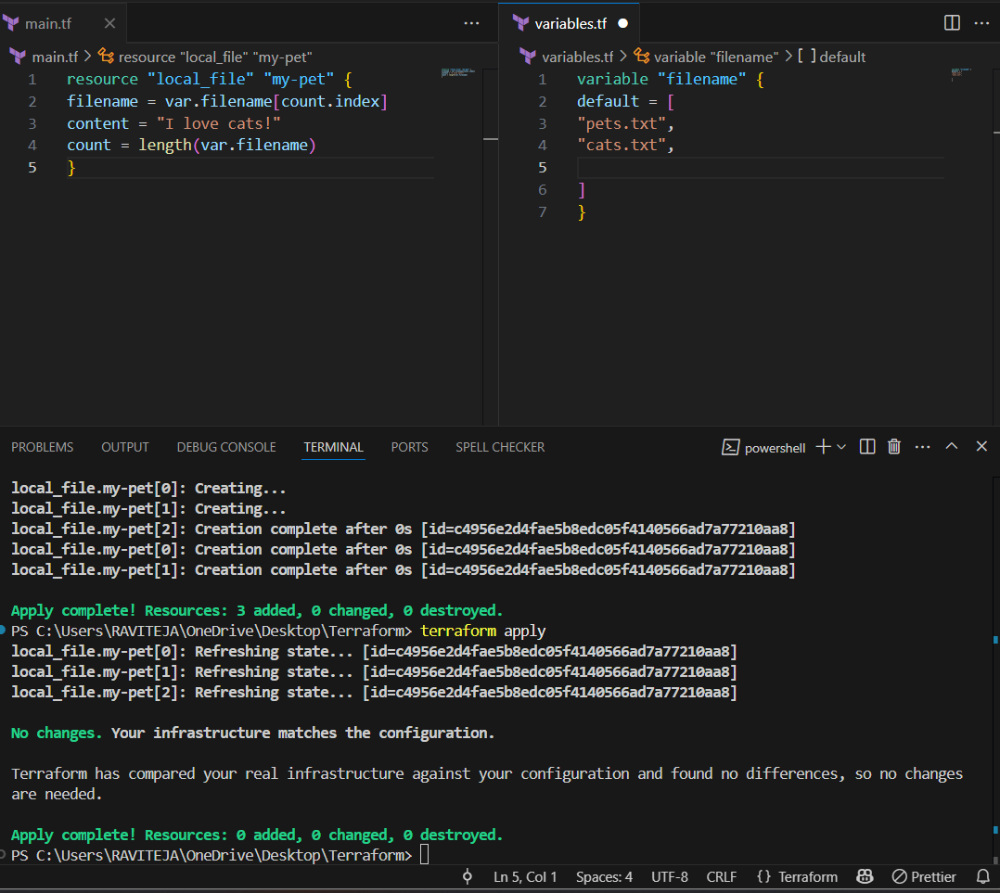 main.tf
variables.tf
main.tf > resource "local_file" "my-pet"
variables.tf > variable "filename" > [ ] default
1 resource "local_file" "my-pet" {
2 filename = var.filename[count.index]
3 content = "I love cats!"
4 count = length(var.filename)
5 }
1 variable "filename" {
2 default = [
3 "pets.txt",
4 "cats.txt",
5
6 ]
7 }
PROBLEMS OUTPUT DEBUG CONSOLE TERMINAL PORTS SPELL CHECKER powershell
local_file.my-pet[0]: Creating...
local_file.my-pet[1]: Creating...
local_file.my-pet[2]: Creation complete after 0s [id=c4956e2d4fae5b8edc05f4140566ad7a77210aa8]
local_file.my-pet[0]: Creation complete after 0s [id=c4956e2d4fae5b8edc05f4140566ad7a77210aa8]
local_file.my-pet[1]: Creation complete after 0s [id=c4956e2d4fae5b8edc05f4140566ad7a77210aa8]
Apply complete! Resources: 3 added, 0 changed, 0 destroyed.
PS C:\Users\RAVITEJA\OneDrive\Desktop\Terraform> terraform apply
local_file.my-pet[0]: Refreshing state... [id=c4956e2d4fae5b8edc05f4140566ad7a77210aa8]
local_file.my-pet[1]: Refreshing state... [id=c4956e2d4fae5b8edc05f4140566ad7a77210aa8]
local_file.my-pet[2]: Refreshing state... [id=c4956e2d4fae5b8edc05f4140566ad7a77210aa8]
No changes. Your infrastructure matches the configuration.
Terraform has compared your real infrastructure against your configuration and found no differences, so no changes
are needed.
Apply complete! Resources: 0 added, 0 changed, 0 destroyed.
PS C:\Users\RAVITEJA\OneDrive\Desktop\Terraform>
Ln 5, Col 1 Spaces: 4 UTF-8 CRLF {} Terraform Prettier